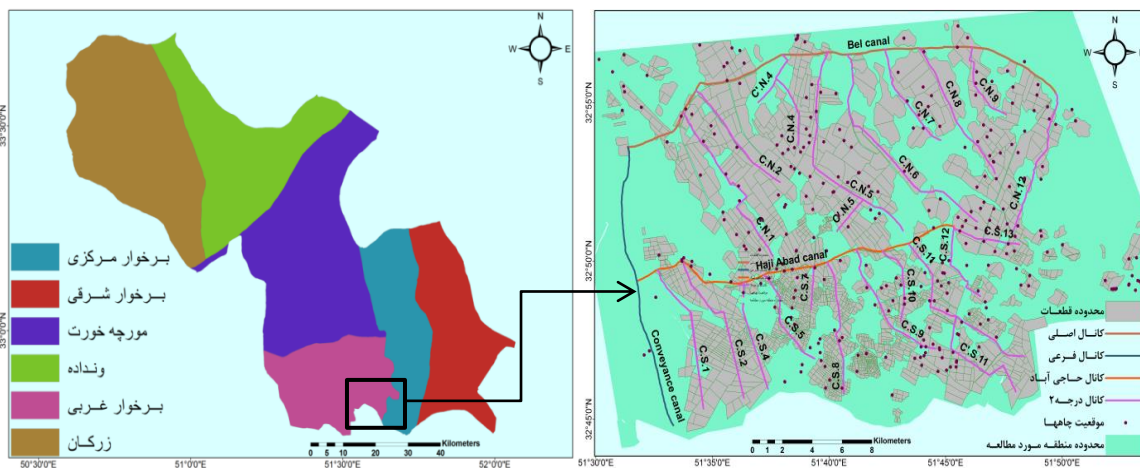 N
W
E
S
33°30'0"N
33°0'0"N
برخوار مرکزی
برخوار شرقی
مورچه خورت
ونداده
برخوار غربی
زرکان
Kilometers
0 5 10 20 30 40
50°30'0"E
51°0'0"E
51°30'0"E
52°0'0"E
N
W
E
S
32°55'0"N
32°50'0"N
32°45'0"N
Bel canal
C'.N.4
C.N.4
C.N.7
C.N.8
C.N.9
C.N.2
C.N.5
C.N.6
C.N.12
C'.N.5
C.N.1
C.S.13
C.S.12
C.S.11
Haji Abad canal
C.S.7
C.S.10
C.S.5
C.S.9
C'.S.11
C.S.1
C.S.2
C.S.4
C.S.8
Conveyance canal
محدوده قطعات
کانال اصلی
کانال فرعی
کانال حاجی آباد
کانال درجه۲
موقعیت چاهها
محدوده منطقه مورد مطالعه
Kilometers
0 1 2 4 6 8
51°30'0"E
51°35'0"E
51°40'0"E
51°45'0"E
51°50'0"E